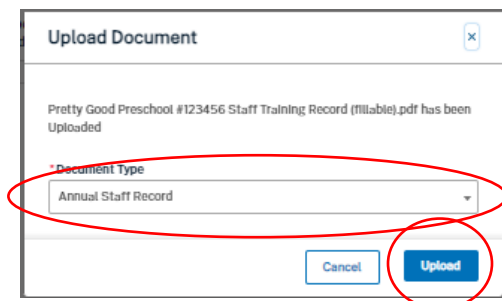 Upload Document
×
Pretty Good Preschool #123456 Staff Training Record (fillable).pdf has been
Uploaded
*Document Type
Annual Staff Record
Cancel
Upload